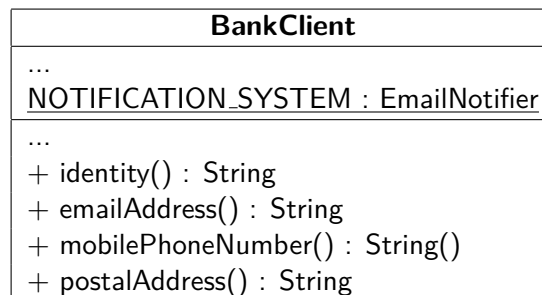 BankClient
...
NOTIFICATION_SYSTEM : EmailNotifier
...
+ identity() : String
+ emailAddress() : String
+ mobilePhoneNumber() : String()
+ postalAddress() : String